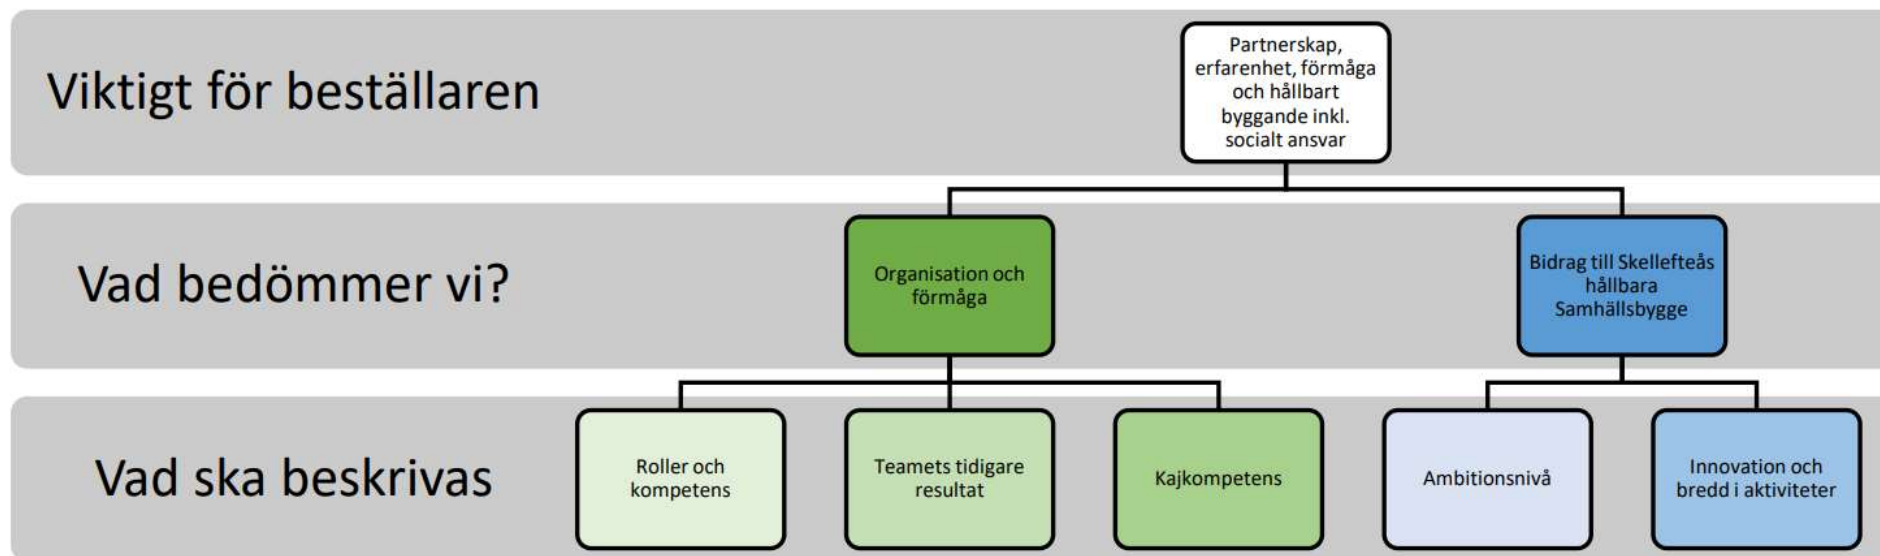 Viktigt för beställaren
Partnerskap,
erfarenhet, förmåga
och hållbart
byggande inkl.
socialt ansvar
Vad bedömmer vi?
Organisation och
förmåga
Bidrag till Skellefteås
hållbara
Samhällsbygge
Vad ska beskrivas
Roller och
kompetens
Teamets tidigare
resultat
Kajkompetens
Ambitionsnivå
Innovation och
bredd i aktiviteter